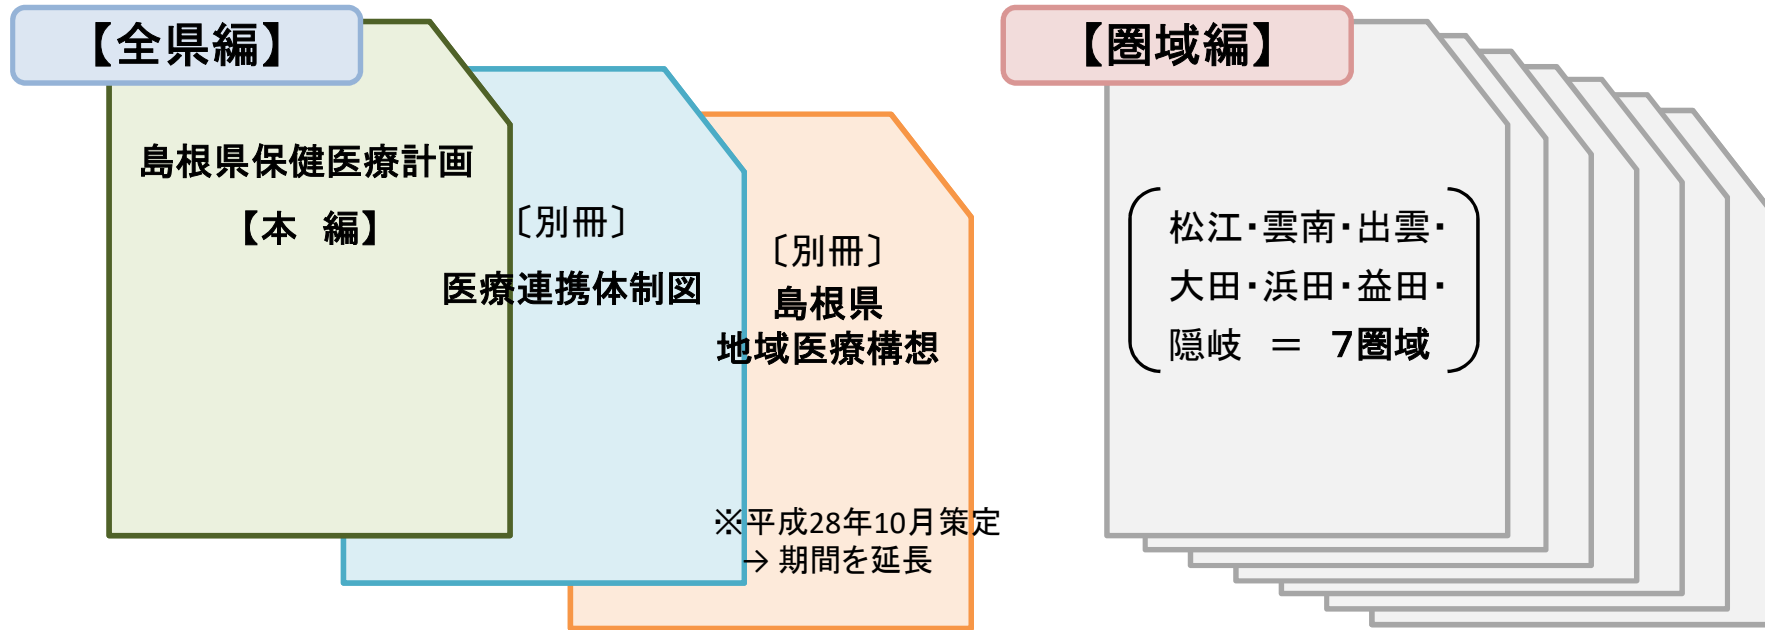 【全県編】
島根県保健医療計画
【本　編】
〔別冊〕
医療連携体制図
〔別冊〕
島根県
地域医療構想
※平成28年10月策定
→ 期間を延長
【圏域編】
松江・雲南・出雲・
大田・浜田・益田・
隠岐　＝　7圏域